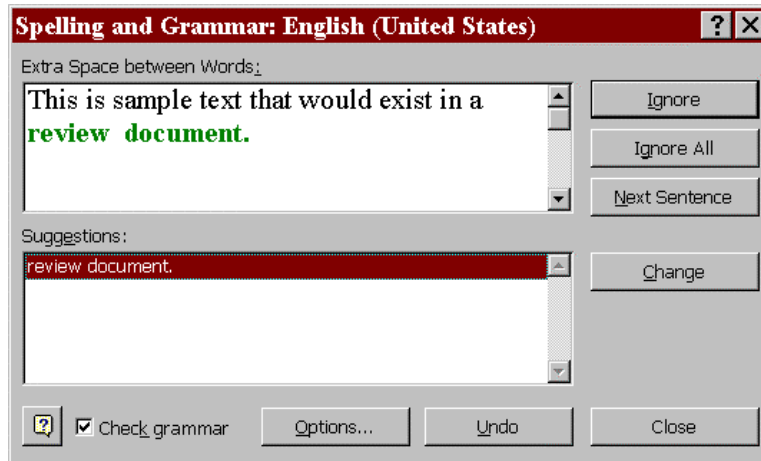 Spelling and Grammar: English (United States)
Extra Space between Words:
This is sample text that would exist in a
review  document.
Ignore
Ignore All
Next Sentence
Suggestions:
review document.
Change
Check grammar
Options...
Undo
Close